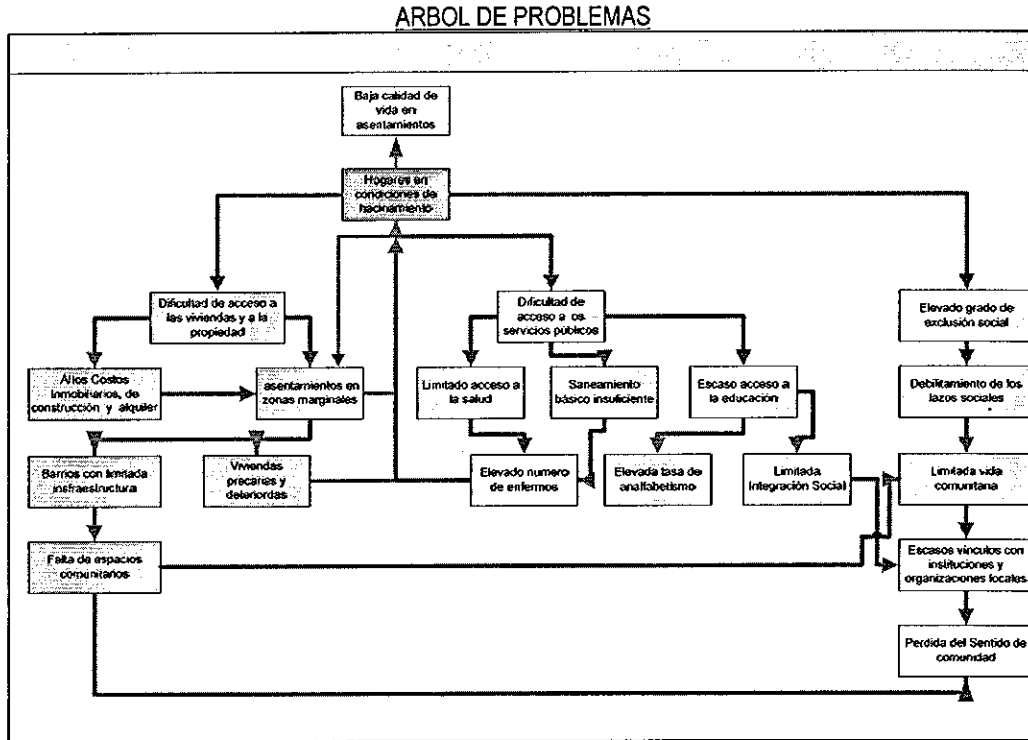 ARBOL DE PROBLEMAS
Baja calidad de
vida en
asentamientos
Hogares en
condiciones de
hacinamiento
Dificultad de acceso a
las viviendas y a la
propiedad
Dificultad de
acceso a os
servicios públicos
Elevado grado de
exclusión social
Altos Costos
Inmobiliarios, de
construcción y alquiler
asentamientos en
zonas marginales
Limitado acceso a
la salud
Saneamiento
básico insuficiente
Escaso acceso a
la educación
Debilitamiento de los
lazos sociales
Barrios con limitada
insfraestructura
Viviendas
precarias y
deteriordas
Elevado numero
de enfermos
Elevada tasa de
analfabetismo
Limitada
Integración Social
Limitada vida
comunitaria
Falta de espacios
comunitarios
Escasos vínculos con
instituciones y
organizaciones locales
Perdida del Sentido de
comunidad